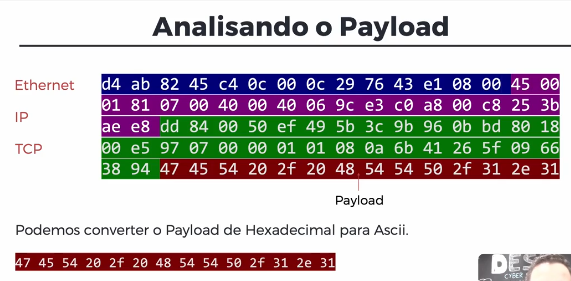 Analisando o Payload
Ethernet
IP
TCP
d4 ab 82 45 c4 0c 00 0c 29 76 43 e1 08 00 45 00
01 81 07 00 40 00 40 06 9c e3 c0 a8 00 c8 25 3b
ae e8 dd 84 00 50 ef 49 5b 3c 9b 96 0b bd 80 18
00 e5 97 07 00 00 01 01 08 0a 6b 41 26 5f 09 66
38 94 47 45 54 20 2f 20 48 54 54 50 2f 31 2e 31
Payload
Podemos converter o Payload de Hexadecimal para Ascii.
47 45 54 20 2f 20 48 54 54 50 2f 31 2e 31
CYBER